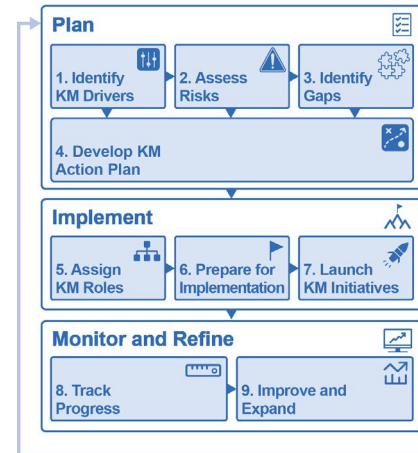 Plan
1. Identify
KM Drivers
2. Assess
Risks
3. Identify
Gaps
4. Develop KM
Action Plan
Implement
5. Assign
KM Roles
6. Prepare for
Implementation
7. Launch
KM Initiatives
Monitor and Refine
8. Track
Progress
9. Improve and
Expand